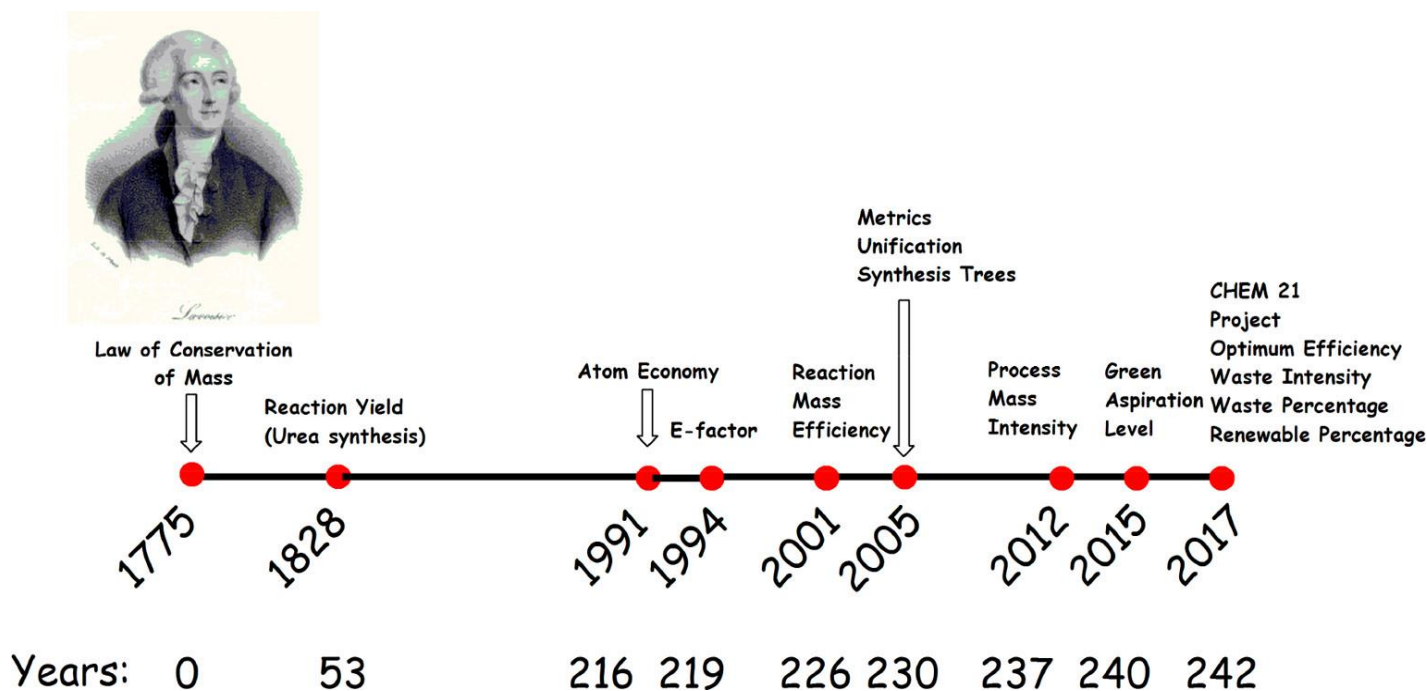 Lavoisier
Law of Conservation
of Mass
Reaction Yield
(Urea synthesis)
Atom Economy
E-factor
Reaction
Mass
Efficiency
Metrics
Unification
Synthesis Trees
Process
Mass
Intensity
Green
Aspiration
Level
CHEM 21
Project
Optimum Efficiency
Waste Intensity
Waste Percentage
Renewable Percentage
1775
1828
1991
1994
2001
2005
2012
2015
2017
Years: 0 53 216 219 226 230 237 240 242